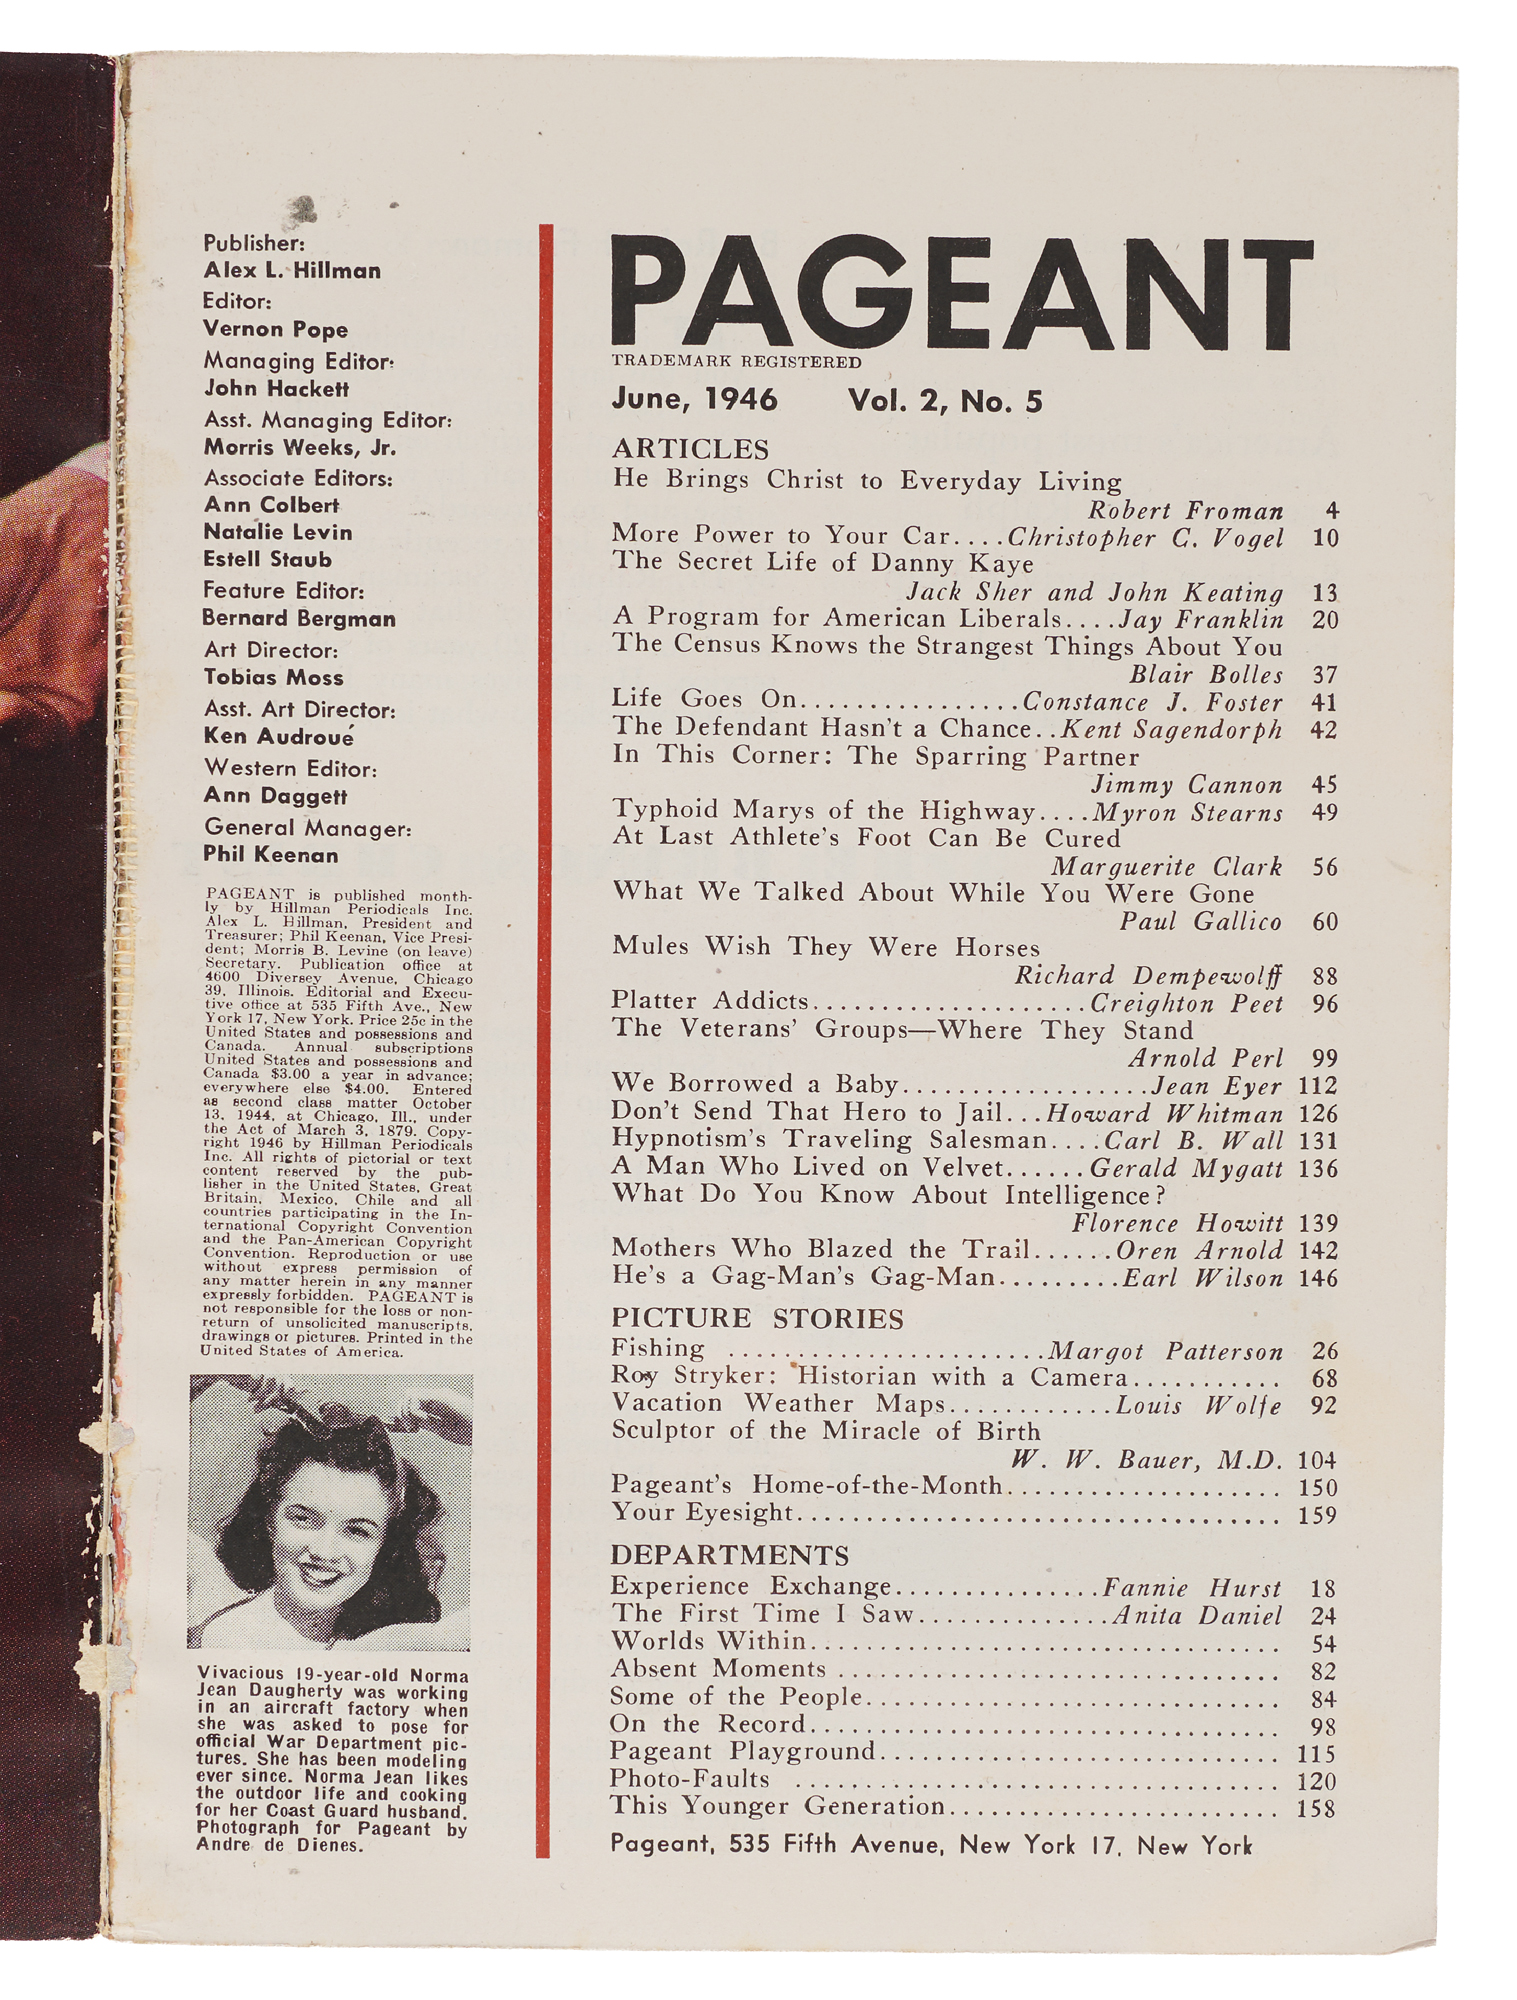 Publisher:
Alex L. Hillman
Editor:
Vernon Pope
Managing Editor:
John Hackett
Asst. Managing Editor:
Morris Weeks, Jr.
Associate Editors:
Ann Colbert
Natalie Levin
Estell Staub
Feature Editor:
Bernard Bergman
Art Director:
Tobias Moss
Asst. Art Director:
Ken Audroué
Western Editor:
Ann Daggett
General Manager:
Phil Keenan
PAGEANT is published month-
ly by Hillman Periodicals Inc.
Alex L. Hillman, President and
Treasurer; Phil Keenan, Vice Presi-
dent; Morris B. Levine (on leave)
Secretary. Publication office at
4600 Diversey Avenue, Chicago
39, Illinois. Editorial and Execu-
tive office at 535 Fifth Ave., New
York 17, New York. Price 25c in the
United States and possessions and
Canada. Annual subscriptions
United States and possessions and
Canada $3.00 a year in advance;
everywhere else $4.00. Entered
as second class matter October
13, 1944, at Chicago, Ill., under
the Act of March 3, 1879. Copy-
right 1946 by Hillman Periodicals
Inc. All rights of pictorial or text
content reserved by the pub-
lisher in the United States, Great
Britain, Mexico, Chile and all
countries participating in the In-
ternational Copyright Convention
and the Pan-American Copyright
Convention. Reproduction or use
without express permission of
any matter herein in any manner
expressly forbidden. PAGEANT is
not responsible for the loss or non-
return of unsolicited manuscripts,
drawings or pictures. Printed in the
United States of America.
Vivacious 19-year-old Norma
Jean Daugherty was working
in an aircraft factory when
she was asked to pose for
official War Department pic-
tures. She has been modeling
ever since. Norma Jean likes
the outdoor life and cooking
for her Coast Guard husband.
Photograph for Pageant by
Andre de Dienes.
PAGEANT
TRADEMARK REGISTERED
June, 1946 Vol. 2, No. 5
ARTICLES
He Brings Christ to Everyday Living
Robert Froman 4
More Power to Your Car....Christopher C. Vogel 10
The Secret Life of Danny Kaye
Jack Sher and John Keating 13
A Program for American Liberals....Jay Franklin 20
The Census Knows the Strangest Things About You
Blair Bolles 37
Life Goes On................Constance J. Foster 41
The Defendant Hasn't a Chance..Kent Sagendorph 42
In This Corner: The Sparring Partner
Jimmy Cannon 45
Typhoid Marys of the Highway....Myron Stearns 49
At Last Athlete's Foot Can Be Cured
Marguerite Clark 56
What We Talked About While You Were Gone
Paul Gallico 60
Mules Wish They Were Horses
Richard Dempewolff 88
Platter Addicts....................Creighton Peet 96
The Veterans' Groups—Where They Stand
Arnold Perl 99
We Borrowed a Baby..................Jean Eyer 112
Don't Send That Hero to Jail...Howard Whitman 126
Hypnotism's Traveling Salesman....Carl B. Wall 131
A Man Who Lived on Velvet......Gerald Mygatt 136
What Do You Know About Intelligence?
Florence Howitt 139
Mothers Who Blazed the Trail......Oren Arnold 142
He's a Gag-Man's Gag-Man.........Earl Wilson 146
PICTURE STORIES
Fishing .......................Margot Patterson 26
Roy Stryker: Historian with a Camera........... 68
Vacation Weather Maps............Louis Wolfe 92
Sculptor of the Miracle of Birth
W. W. Bauer, M.D. 104
Pageant's Home-of-the-Month.................... 150
Your Eyesight................................... 159
DEPARTMENTS
Experience Exchange...............Fannie Hurst 18
The First Time I Saw..............Anita Daniel 24
Worlds Within.................................. 54
Absent Moments ................................ 82
Some of the People.............................. 84
On the Record.................................. 98
Pageant Playground............................. 115
Photo-Faults ................................... 120
This Younger Generation........................ 158
Pageant, 535 Fifth Avenue, New York 17, New York